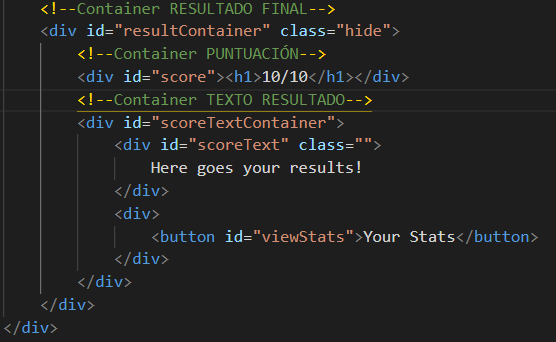 <!--Container RESULTADO FINAL-->
<div id="resultContainer" class="hide">
<!--Container PUNTUACIÓN-->
<div id="score"><h1>10/10</h1></div>
<!--Container TEXTO RESULTADO-->
<div id="scoreTextContainer">
<div id="scoreText" class="">
Here goes your results!
</div>
<div>
<button id="viewStats">Your Stats</button>
</div>
</div>
</div>
</div>